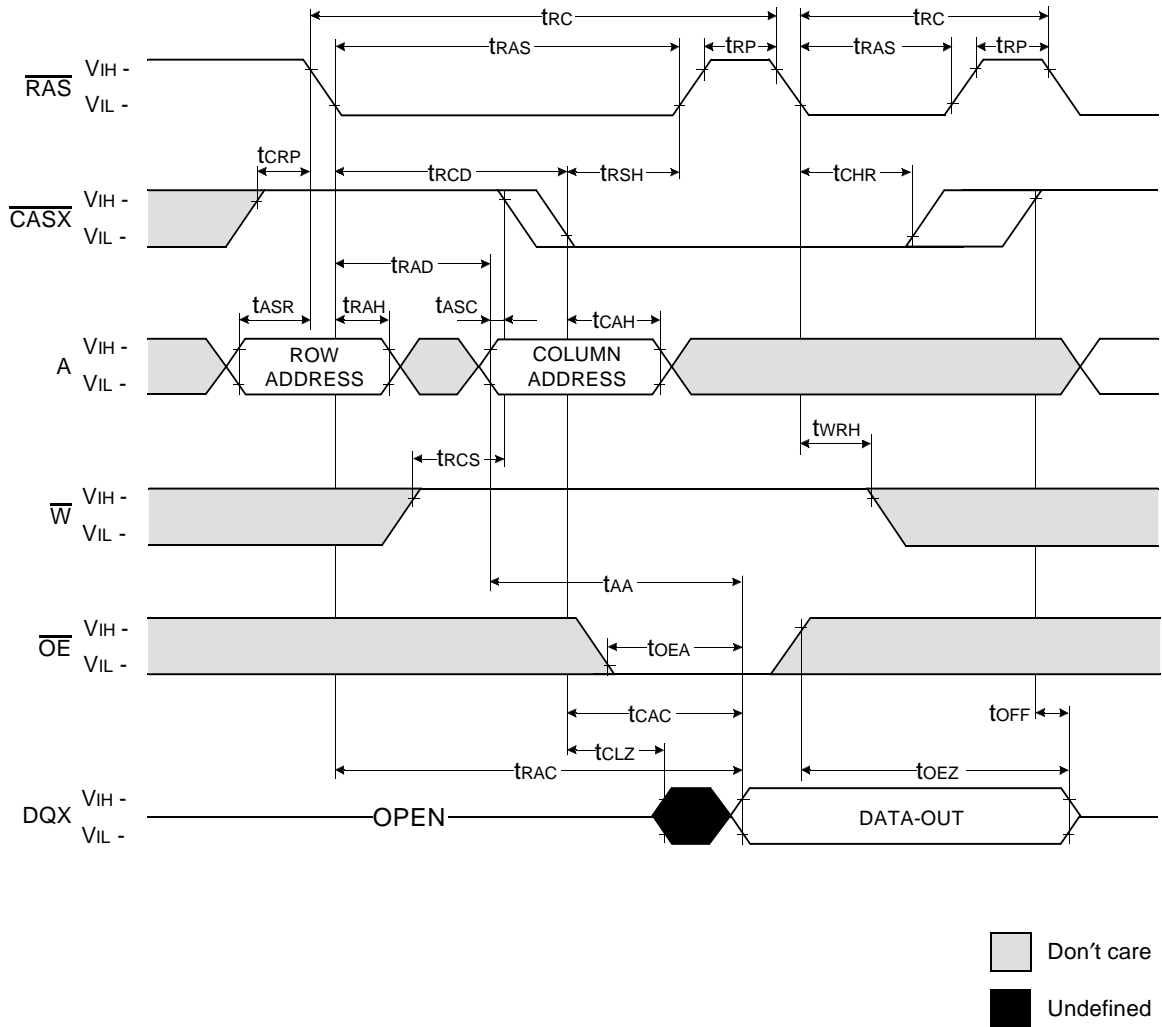 tRC tRC
tRAS tRP tRAS tRP
RAS VIH -
VIL -
tCRP tRCD tRSH tCHR
CASX VIH -
VIL -
tRAD
tASR tRAH tASC tCAH
A VIH -
VIL -
ROW ADDRESS
COLUMN ADDRESS
tWRH
tRCS
W VIH -
VIL -
tAA
OE VIH -
VIL -
tOEA
tCAC tOFF
tCLZ
tRAC tOEZ
DQX VIH -
VIL -
OPEN DATA-OUT
Don′t care
Undefined